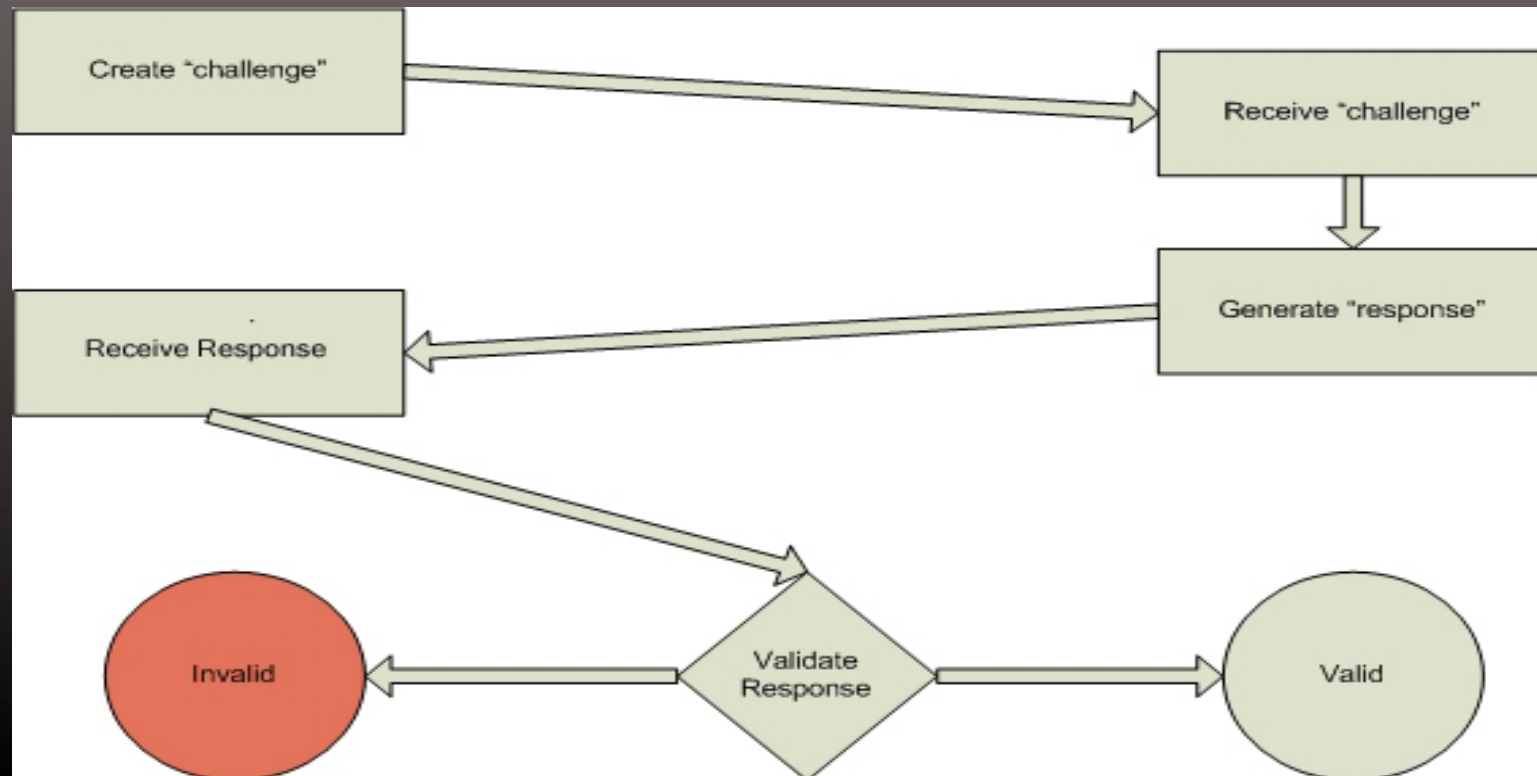 Create “challenge”
Receive “challenge”
Generate “response”
Receive Response
Validate
Response
Invalid
Valid